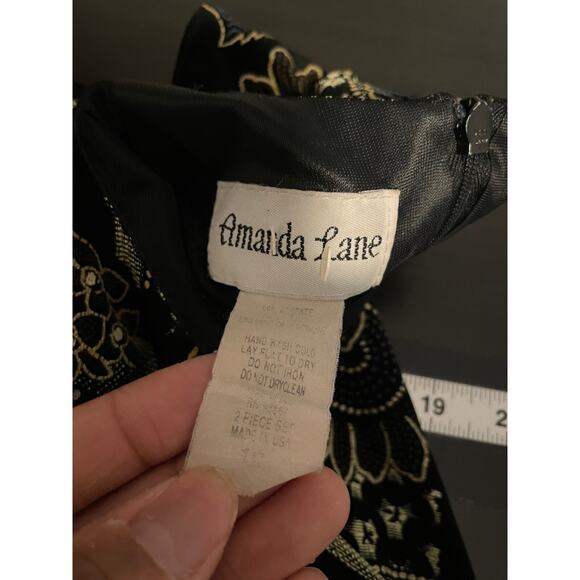 Amanda Lane
HAND WASH COLD
LAY FLAT TO DRY
DO NOT IRON
DO NOT DRYCLEAN
2 PIECE SET
MADE IN USA
19